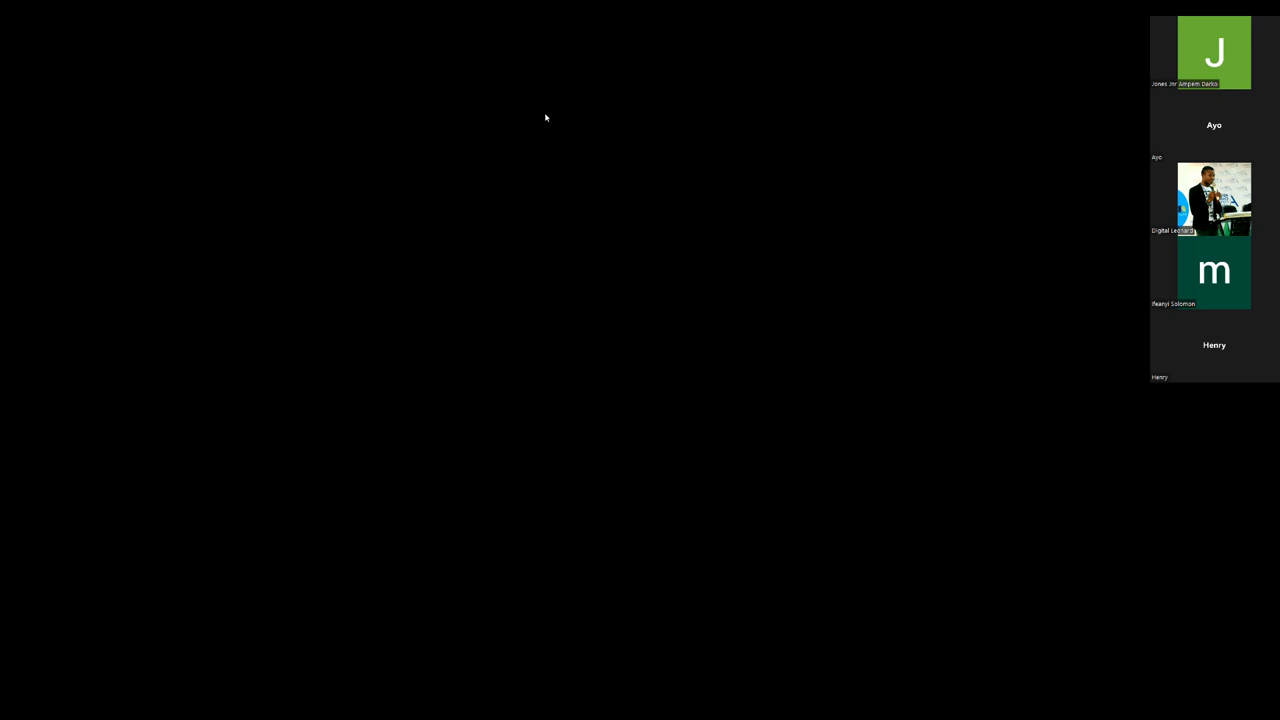 J
Jones Jnr Ampem Darko
Ayo
Ayo
Digital Leonard
m
Ifeanyi Solomon
Henry
Henry